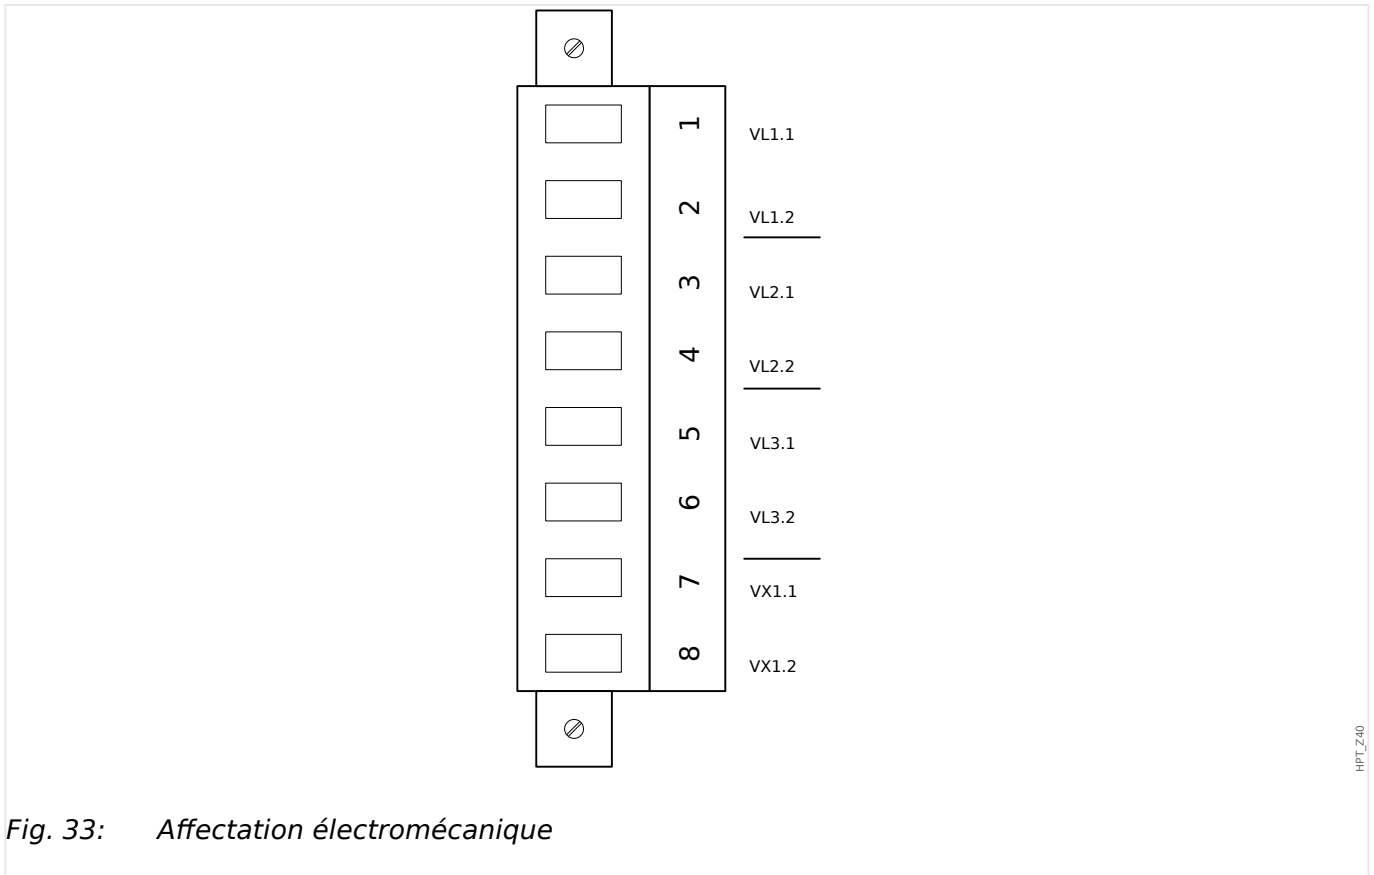 1 VL1.1
2 VL1.2
3 VL2.1
4 VL2.2
5 VL3.1
6 VL3.2
7 VX1.1
8 VX1.2
HPT_Z40
Fig. 33: Affectation électromécanique